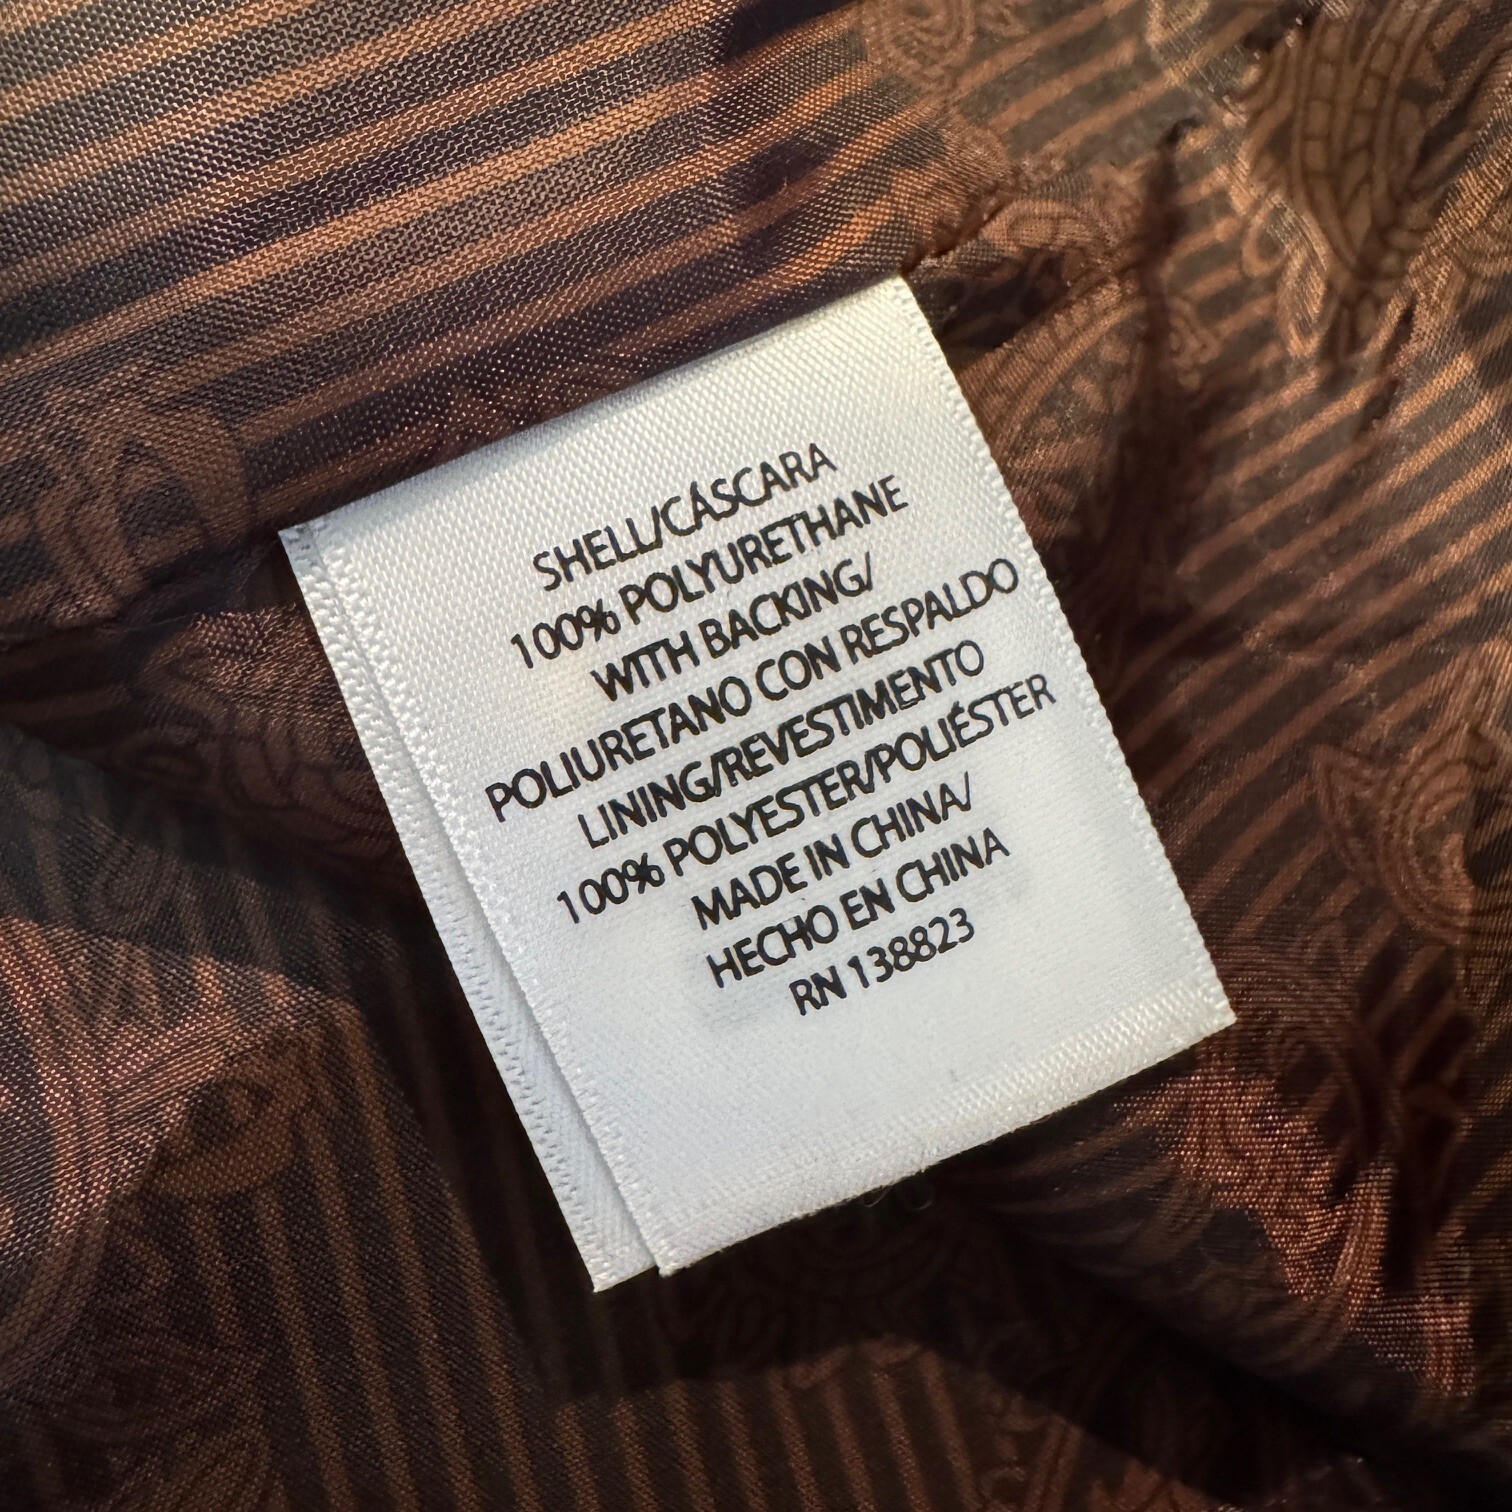 SHELL/CÁSCARA
100% POLYURETHANE
WITH BACKING/
POLIURETANO CON RESPALDO
LINING/REVESTIMENTO
100% POLYESTER/POLIÉSTER
MADE IN CHINA/
HECHO EN CHINA
RN 138823